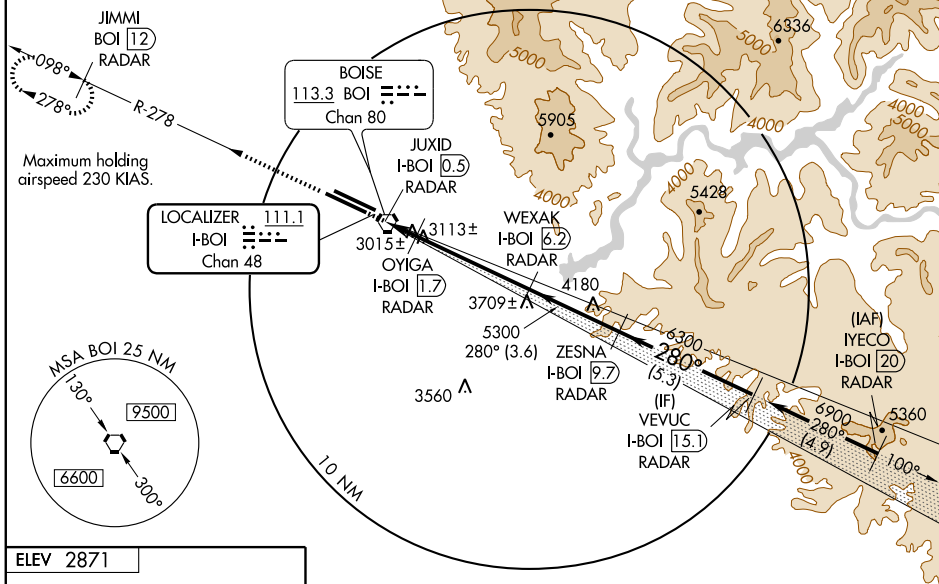 JIMMI
BOI 12
RADAR
098°
278°
R-278
Maximum holding
airspeed 230 KIAS.
BOISE
113.3 BOI
Chan 80
JUXID
I-BOI 0.5
RADAR
LOCALIZER 111.1
I-BOI
Chan 48
3015±
3113±
OYIGA
I-BOI 1.7
RADAR
WEXAK
I-BOI 6.2
RADAR
3709±
4180
5300
280° (3.6)
ZESNA
I-BOI 9.7
RADAR
6300
280°
(5.3)
(IF)
VEVUC
I-BOI 15.1
RADAR
(IAF)
IYECO
I-BOI 20
RADAR
6900
280°
(4.9)
5360
100°
3560
10 NM
5000
5905
4000
5000
6336
4000
4000
5000
4000
5428
4000
4000
MSA BOI 25 NM
130°
9500
6600
300°
ELEV 2871